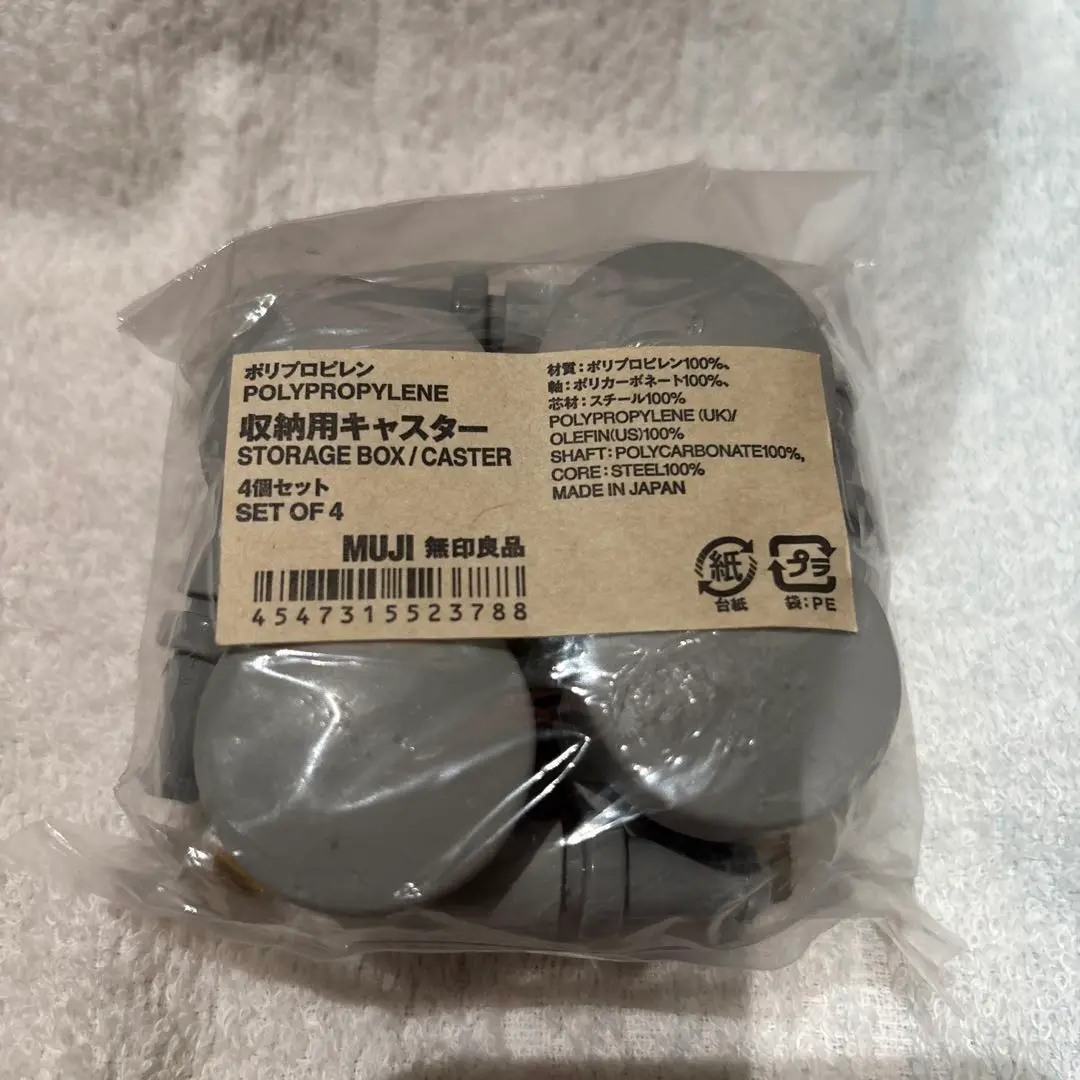 ポリプロピレン
POLYPROPYLENE
収納用キャスター
STORAGE BOX/CASTER
4個セット
SET OF 4
MUJI 無印良品
4547315523788
材質:ポリプロピレン100%、
軸:ポリカーボネート100%、
芯材:スチール100%
POLYPROPYLENE (UK)/
OLEFIN(US)100%
SHAFT:POLYCARBONATE100%,
CORE:STEEL100%
MADE IN JAPAN
紙
台紙
プラ
袋:PE